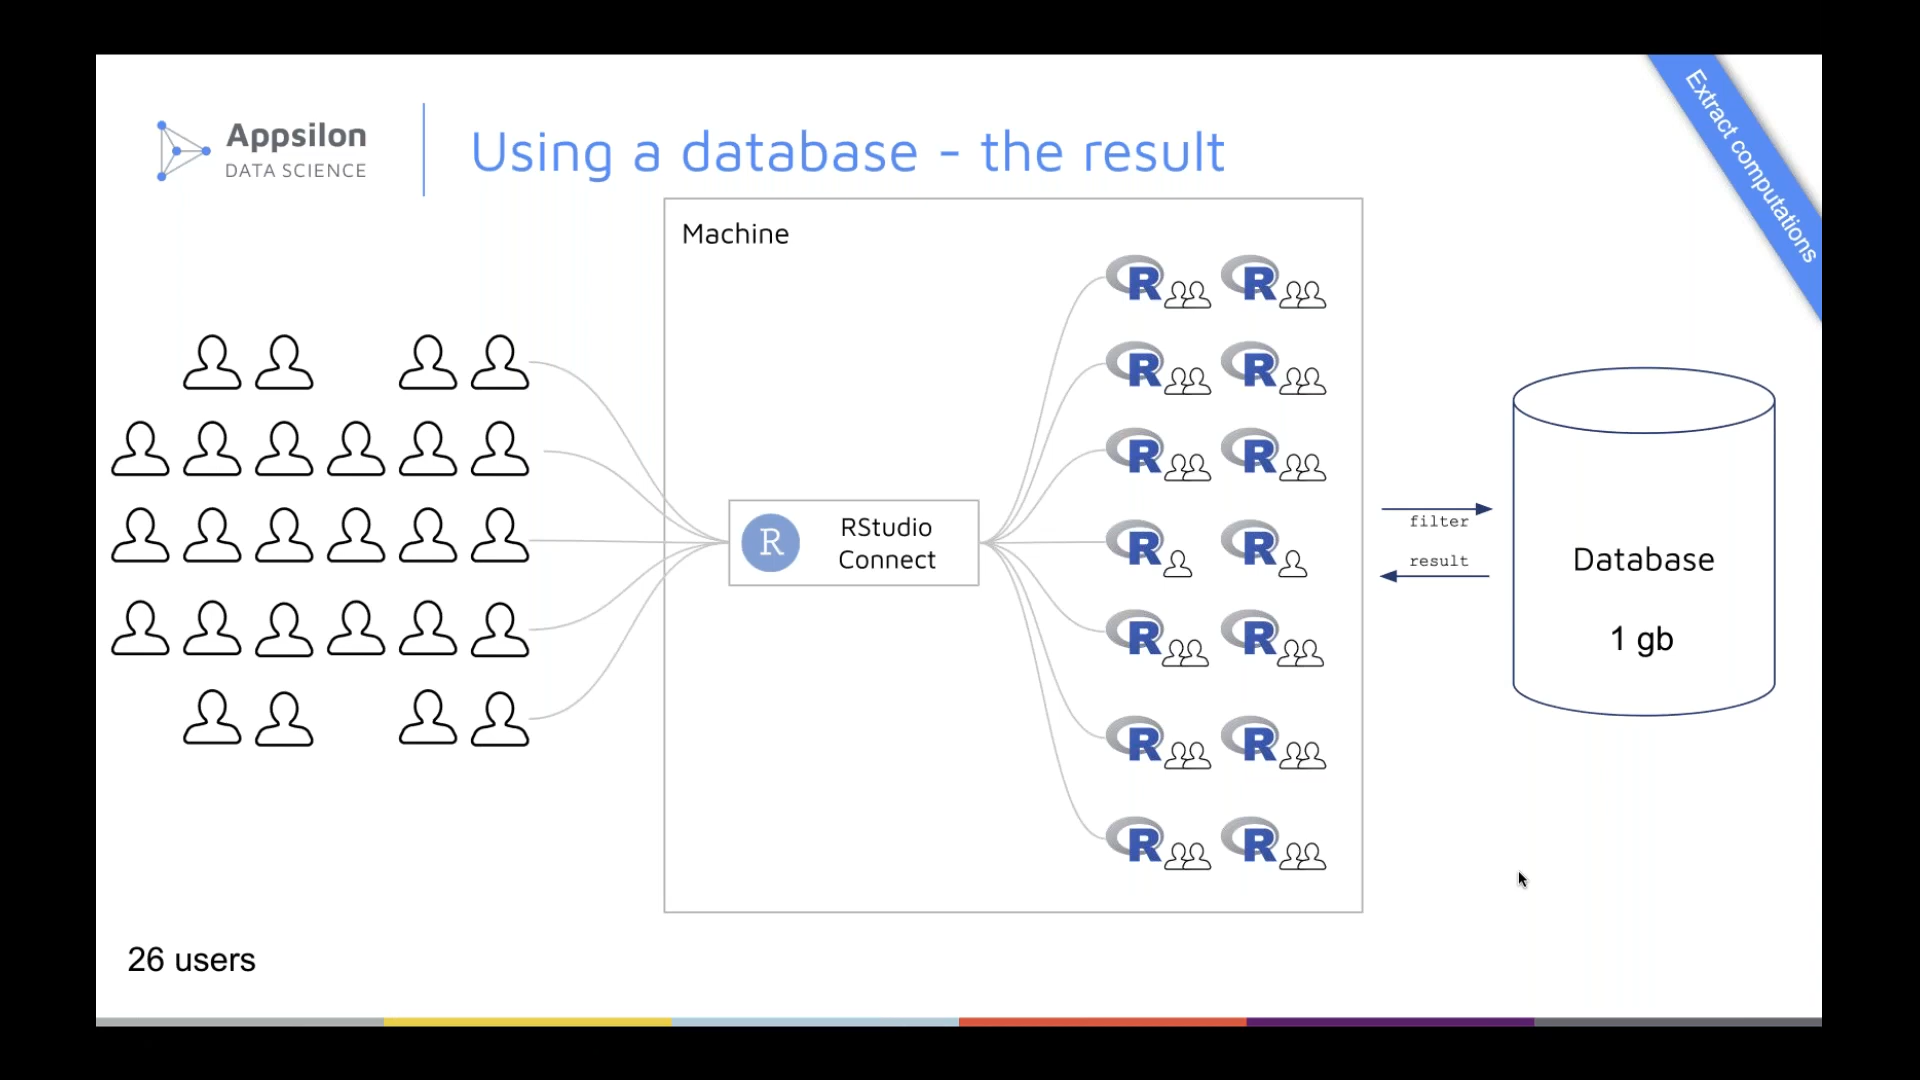 Appsilon
DATA SCIENCE
Using a database - the result
Extract computations
Machine
RStudio
Connect
filter
result
Database
1 gb
26 users